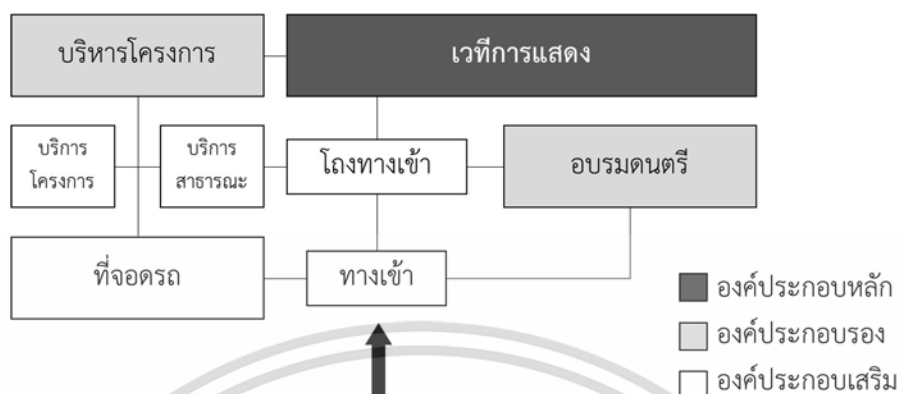 บริหารโครงการ
เวทีการแสดง
บริการ
โครงการ
บริการ
สาธารณะ
โถงทางเข้า
อบรมดนตรี
ที่จอดรถ
ทางเข้า
องค์ประกอบหลัก
องค์ประกอบรอง
องค์ประกอบเสริม